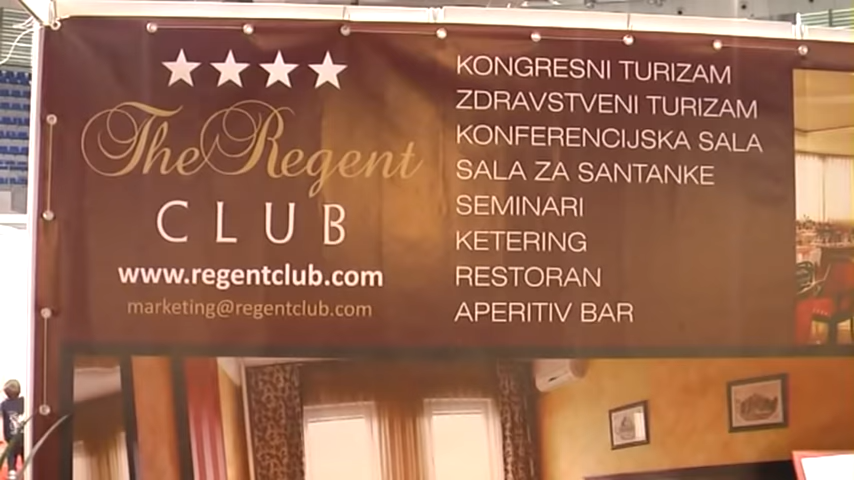 The Regent
CLUB
www.regentclub.com
marketing@regentclub.com
KONGRESNI TURIZAM
ZDRAVSTVENI TURIZAM
KONFERENCIJSKA SALA
SALA ZA SANTANKE
SEMINARI
KETERING
RESTORAN
APERITIV BAR